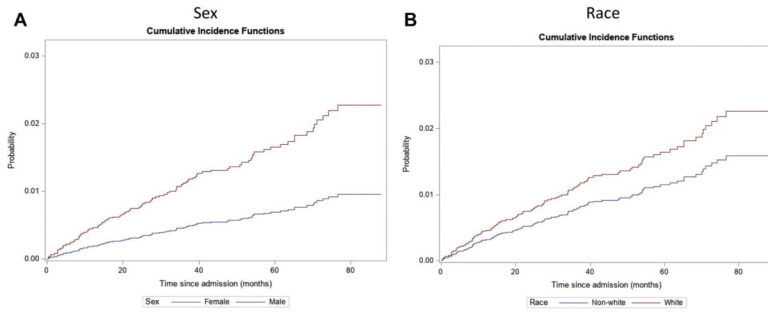 A
Sex
Cumulative Incidence Functions
0.03
0.02
0.01
0.00
Probability
0
20
40
60
80
Time since admission (months)
Sex Female Male
B
Race
Cumulative Incidence Functions
0.03
0.02
0.01
0.00
Probability
0
20
40
60
80
Time since admission (months)
Race Non-white White